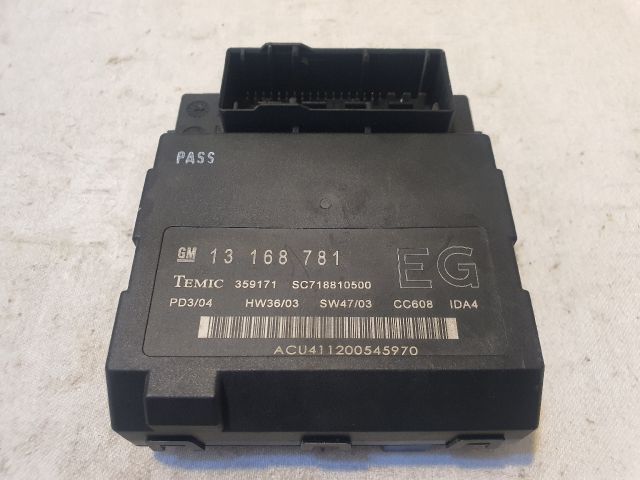 PASS
GM 13 168 781 EG
TEMIC 359171 SC718810500
PD3/04 HW36/03 SW47/03 CC608 IDA4
ACU411200545970